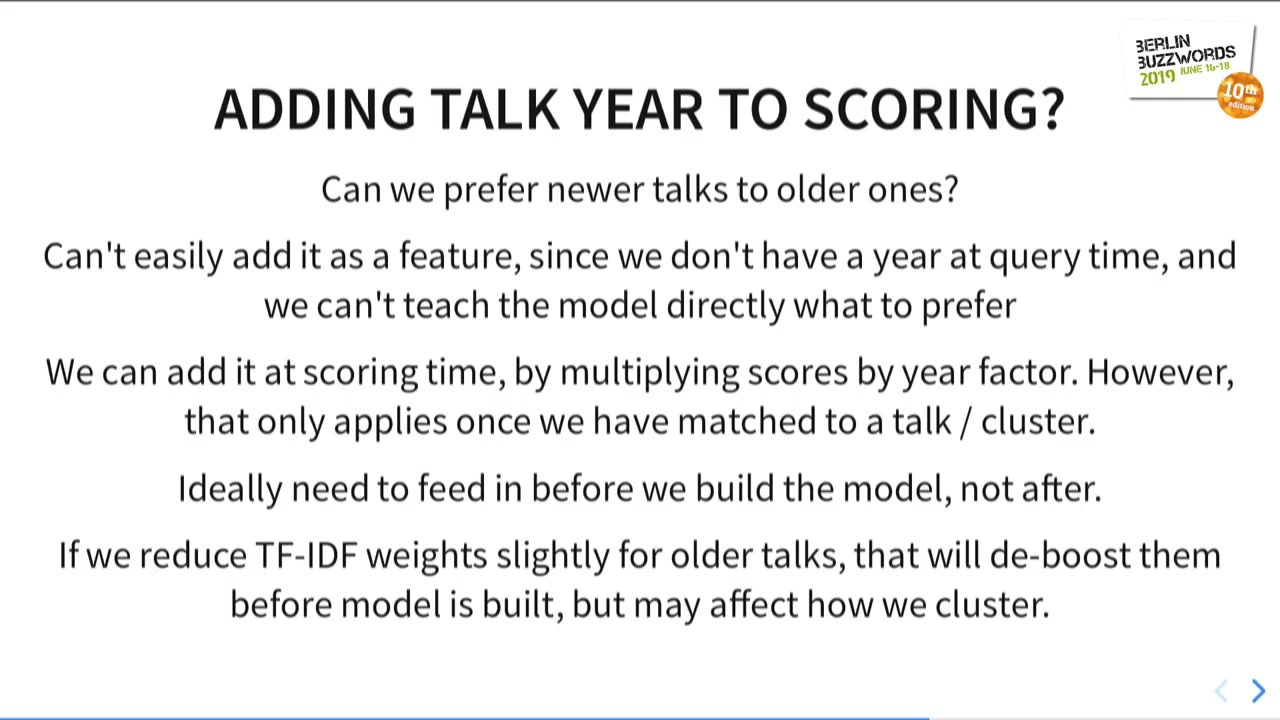 BERLIN
BUZZWORDS
2019 JUNE 16-18
10th
edition
ADDING TALK YEAR TO SCORING?
Can we prefer newer talks to older ones?
Can't easily add it as a feature, since we don't have a year at query time, and
we can't teach the model directly what to prefer
We can add it at scoring time, by multiplying scores by year factor. However,
that only applies once we have matched to a talk / cluster.
Ideally need to feed in before we build the model, not after.
If we reduce TF-IDF weights slightly for older talks, that will de-boost them
before model is built, but may affect how we cluster.